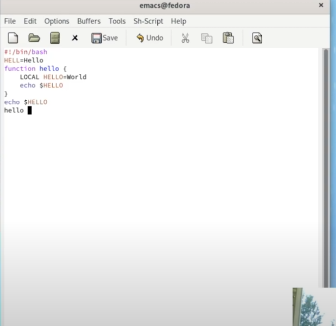 emacs@fedora
File Edit Options Buffers Tools Sh-Script Help
Save Undo
#!/bin/bash
HELL=Hello
function hello {
LOCAL HELLO=World
echo $HELLO
}
echo $HELLO
hello